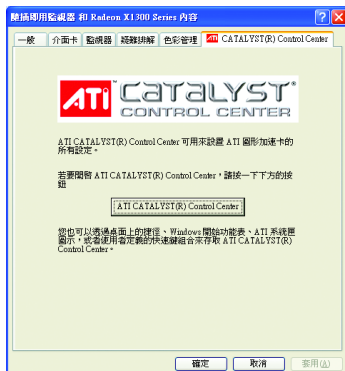 隨插即用監視器 和 Radeon X1300 Series 內容
一般 介面卡 監視器 疑難排解 色彩管理 ATI CATALYST(R) Control Center
ATI CATALYST®
CONTROL CENTER
ATI CATALYST(R) Control Center 可用來設置 ATI 圖形加速卡的
所有設定。
若要開啓 ATI CATALYST(R) Control Center，請按一下下方的按
鈕
ATI CATALYST(R) Control Center
您也可以透過桌面上的捷徑、Windows 開始功能表、ATI 系統匣
圖示，或者使用者定義的快速鍵組合來存取 ATI CATALYST(R)
Control Center。
確定 取消 套用(A)